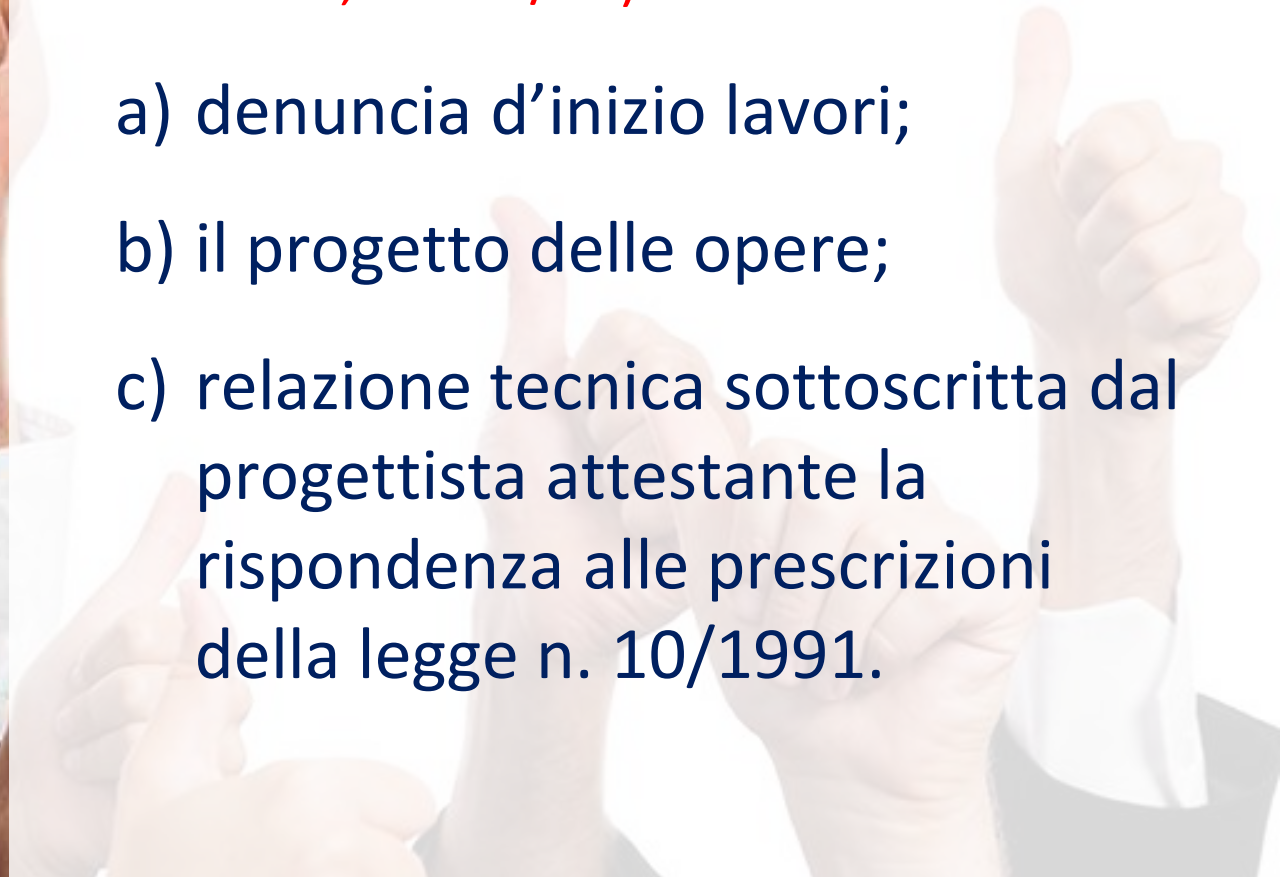 a) denuncia d’inizio lavori;
b) il progetto delle opere;
c) relazione tecnica sottoscritta dal
progettista attestante la
rispondenza alle prescrizioni
della legge n. 10/1991.